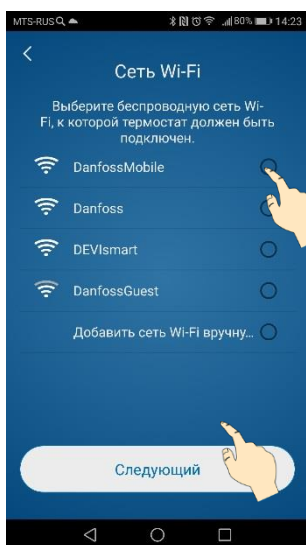 MTS-RUS 80% 14:23
Сеть Wi-Fi
Выберите беспроводную сеть Wi-
Fi, к которой термостат должен быть
подключен.
DanfossMobile
Danfoss
DEVIsmart
DanfossGuest
Добавить сеть Wi-Fi вручну...
Следующий